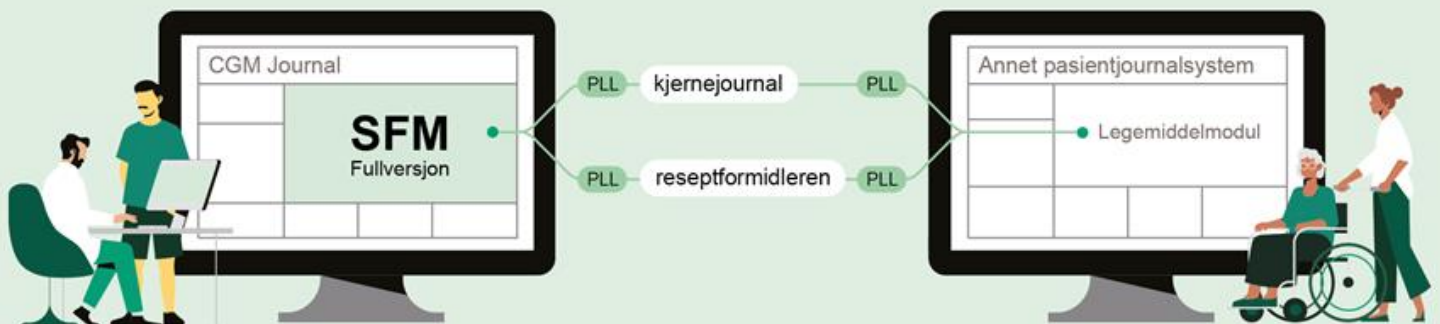 CGM Journal
SFM
Fullversjon
PLL kjernejournal PLL
PLL reseptformidleren PLL
Annet pasientjournalsystem
Legemiddelmodul